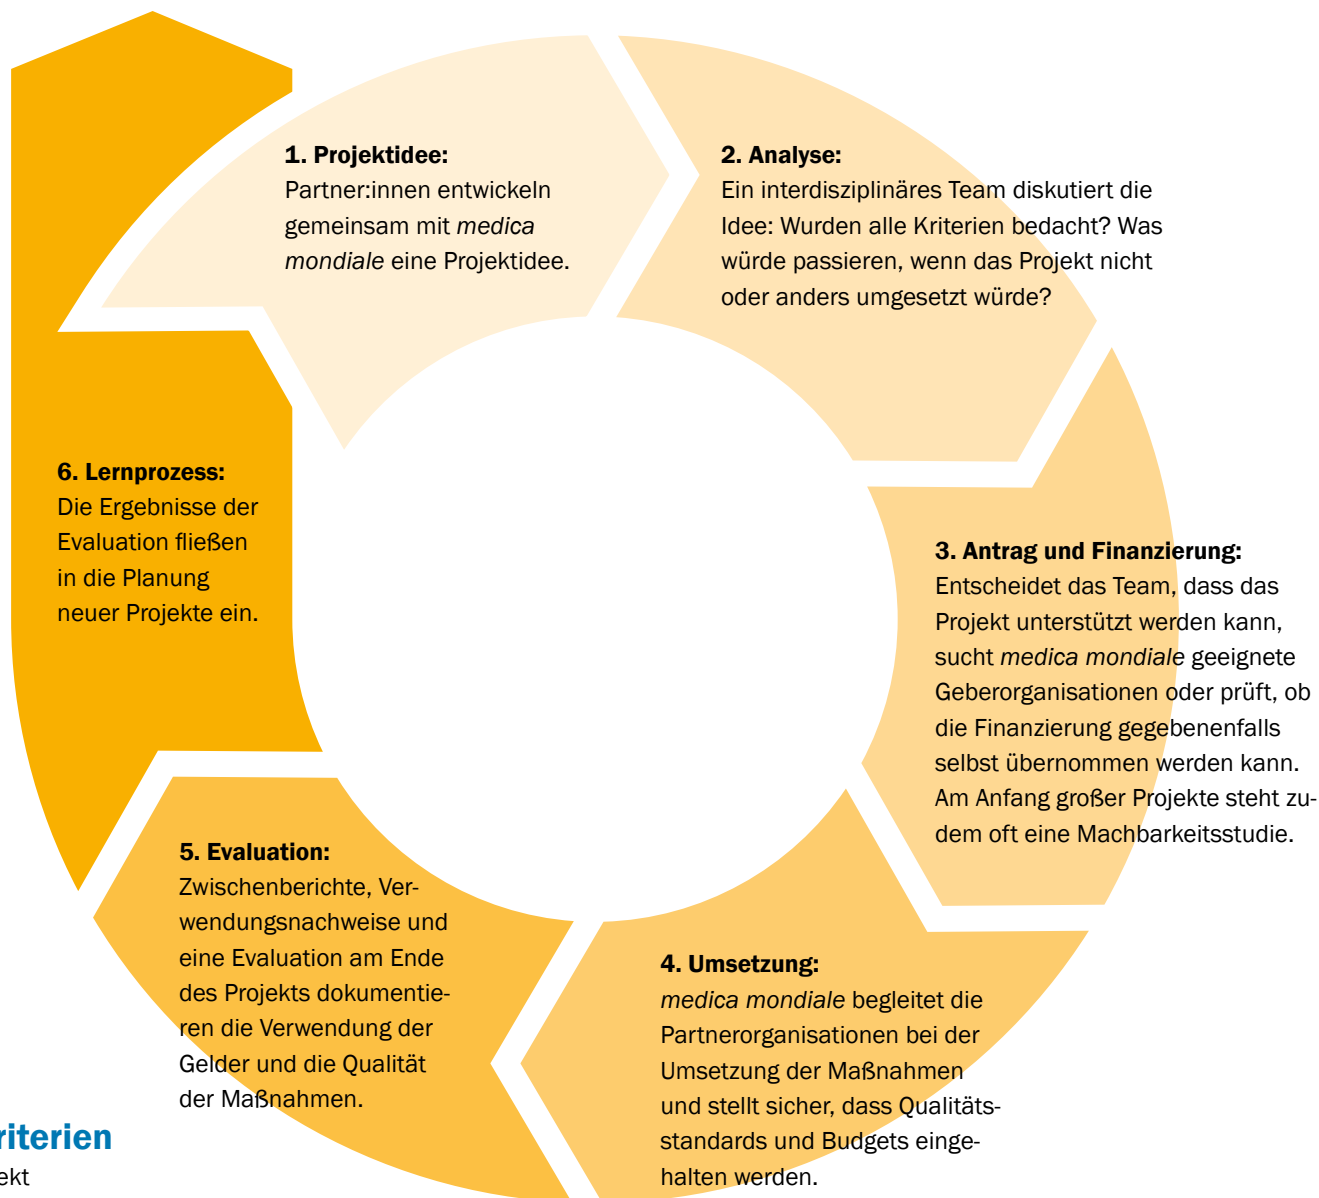 1. Projektidee:
Partner:innen entwickeln
gemeinsam mit medica
mondiale eine Projektidee.
2. Analyse:
Ein interdisziplinäres Team diskutiert die
Idee: Wurden alle Kriterien bedacht? Was
würde passieren, wenn das Projekt nicht
oder anders umgesetzt würde?
3. Antrag und Finanzierung:
Entscheidet das Team, dass das
Projekt unterstützt werden kann,
sucht medica mondiale geeignete
Geberorganisationen oder prüft, ob
die Finanzierung gegebenenfalls
selbst übernommen werden kann.
Am Anfang großer Projekte steht zu-
dem oft eine Machbarkeitsstudie.
4. Umsetzung:
medica mondiale begleitet die
Partnerorganisationen bei der
Umsetzung der Maßnahmen
und stellt sicher, dass Qualitäts-
standards und Budgets einge-
halten werden.
5. Evaluation:
Zwischenberichte, Ver-
wendungsnachweise und
eine Evaluation am Ende
des Projekts dokumentie-
ren die Verwendung der
Gelder und die Qualität
der Maßnahmen.
6. Lernprozess:
Die Ergebnisse der
Evaluation fließen
in die Planung
neuer Projekte ein.
riterien
ekt